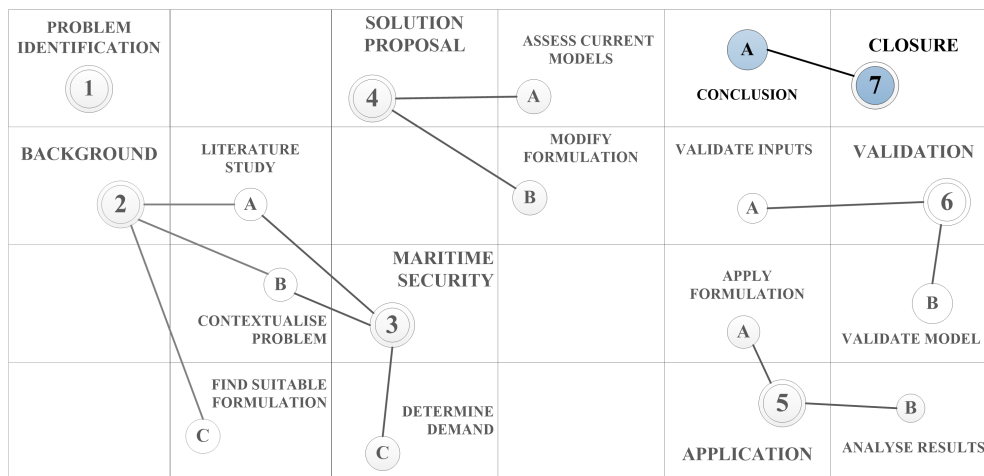 PROBLEM
IDENTIFICATION
1
SOLUTION
PROPOSAL
4
ASSESS CURRENT
MODELS
A
A
CONCLUSION
CLOSURE
7
BACKGROUND
2
LITERATURE
STUDY
A
MODIFY
FORMULATION
B
VALIDATE INPUTS
A
VALIDATION
6
B
CONTEXTUALISE
PROBLEM
MARITIME
SECURITY
3
APPLY
FORMULATION
A
B
VALIDATE MODEL
FIND SUITABLE
FORMULATION
C
DETERMINE
DEMAND
C
5
APPLICATION
B
ANALYSE RESULTS